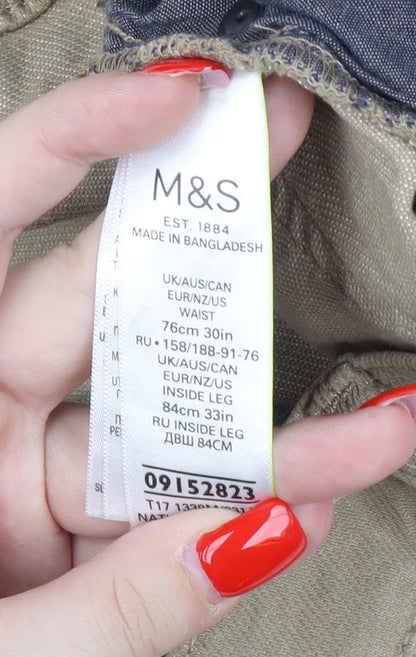 M&S
EST. 1884
MADE IN BANGLADESH
UK/AUS/CAN
EUR/NZ/US
WAIST
76cm 30in
RU • 158/188-91-76
UK/AUS/CAN
EUR/NZ/US
INSIDE LEG
84cm 33in
RU INSIDE LEG
ДВШ 84CM
09152823
T17